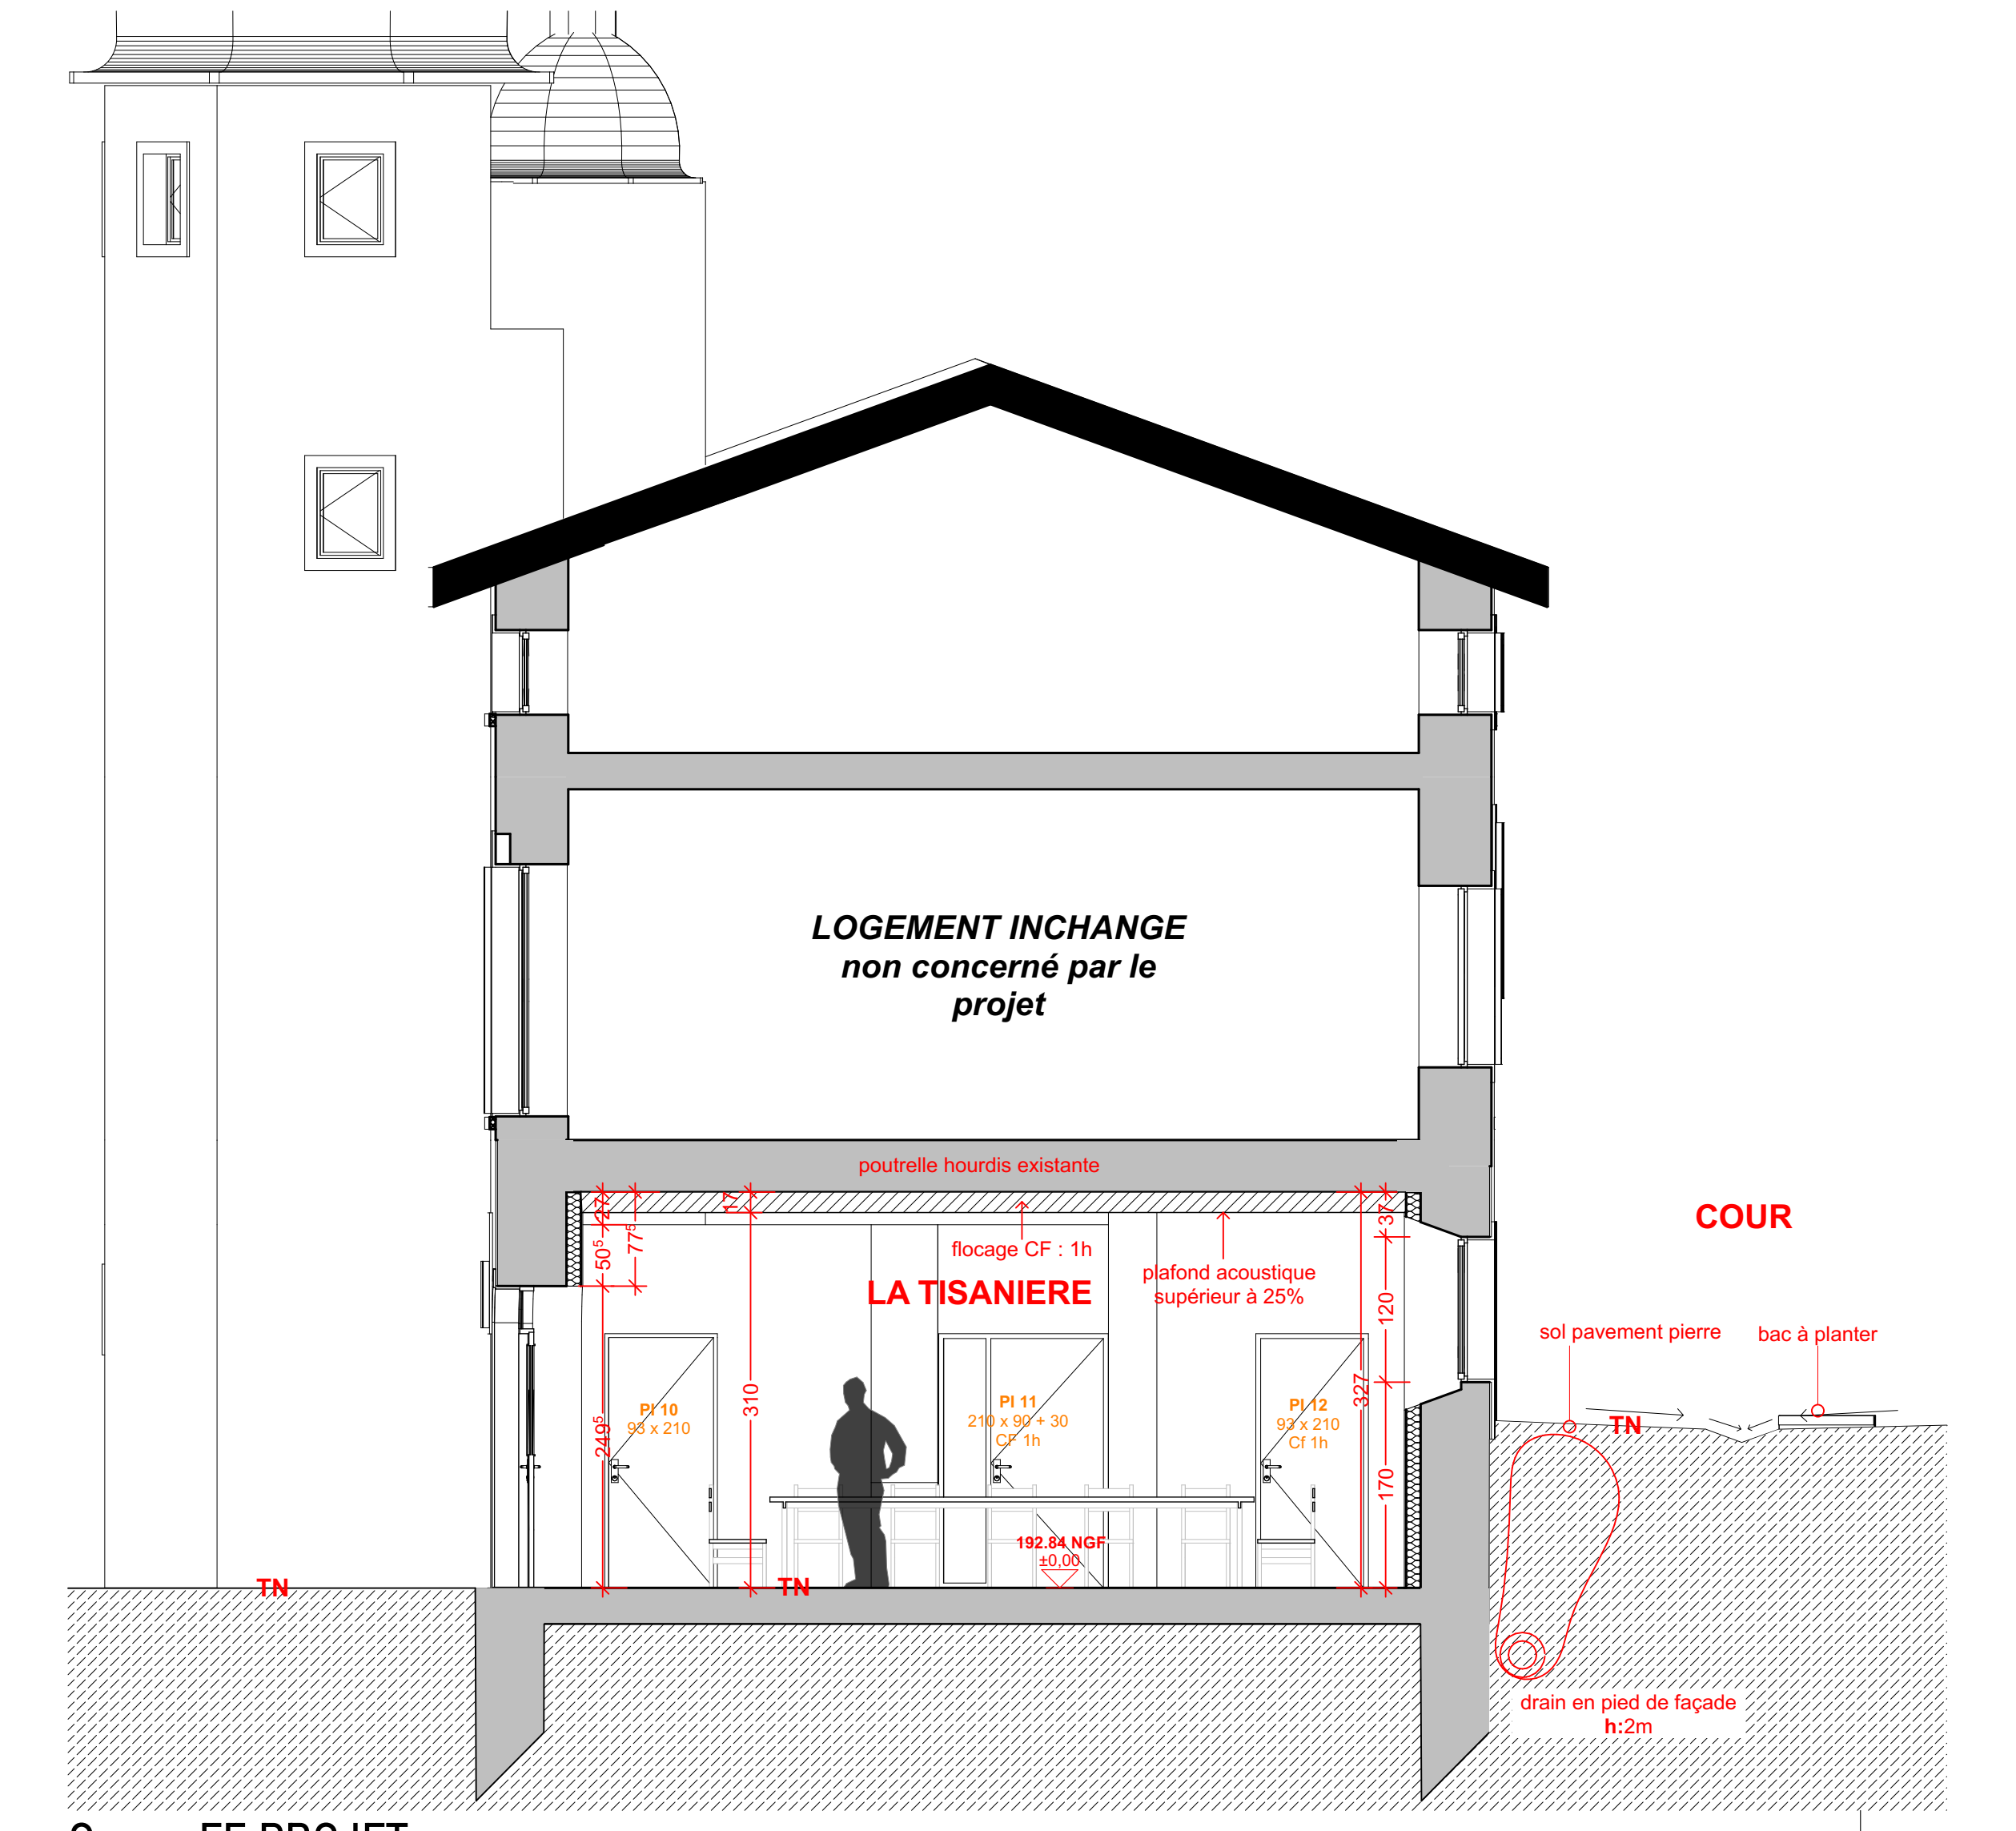 LOGEMENT INCHANGE
non concerné par le
projet
poutrelle hourdis existante
27
50⁵
77⁵
17
37
flocage CF : 1h
plafond acoustique
supérieur à 25%
LA TISANIERE
COUR
120
sol pavement pierre
bac à planter
249⁵
310
327
170
PI 10
93 x 210
PI 11
210 x 90 + 30
CF 1h
PI 12
93 x 210
Cf 1h
TN
192.84 NGF
±0,00
TN
TN
drain en pied de façade
h:2m
EE PROJET